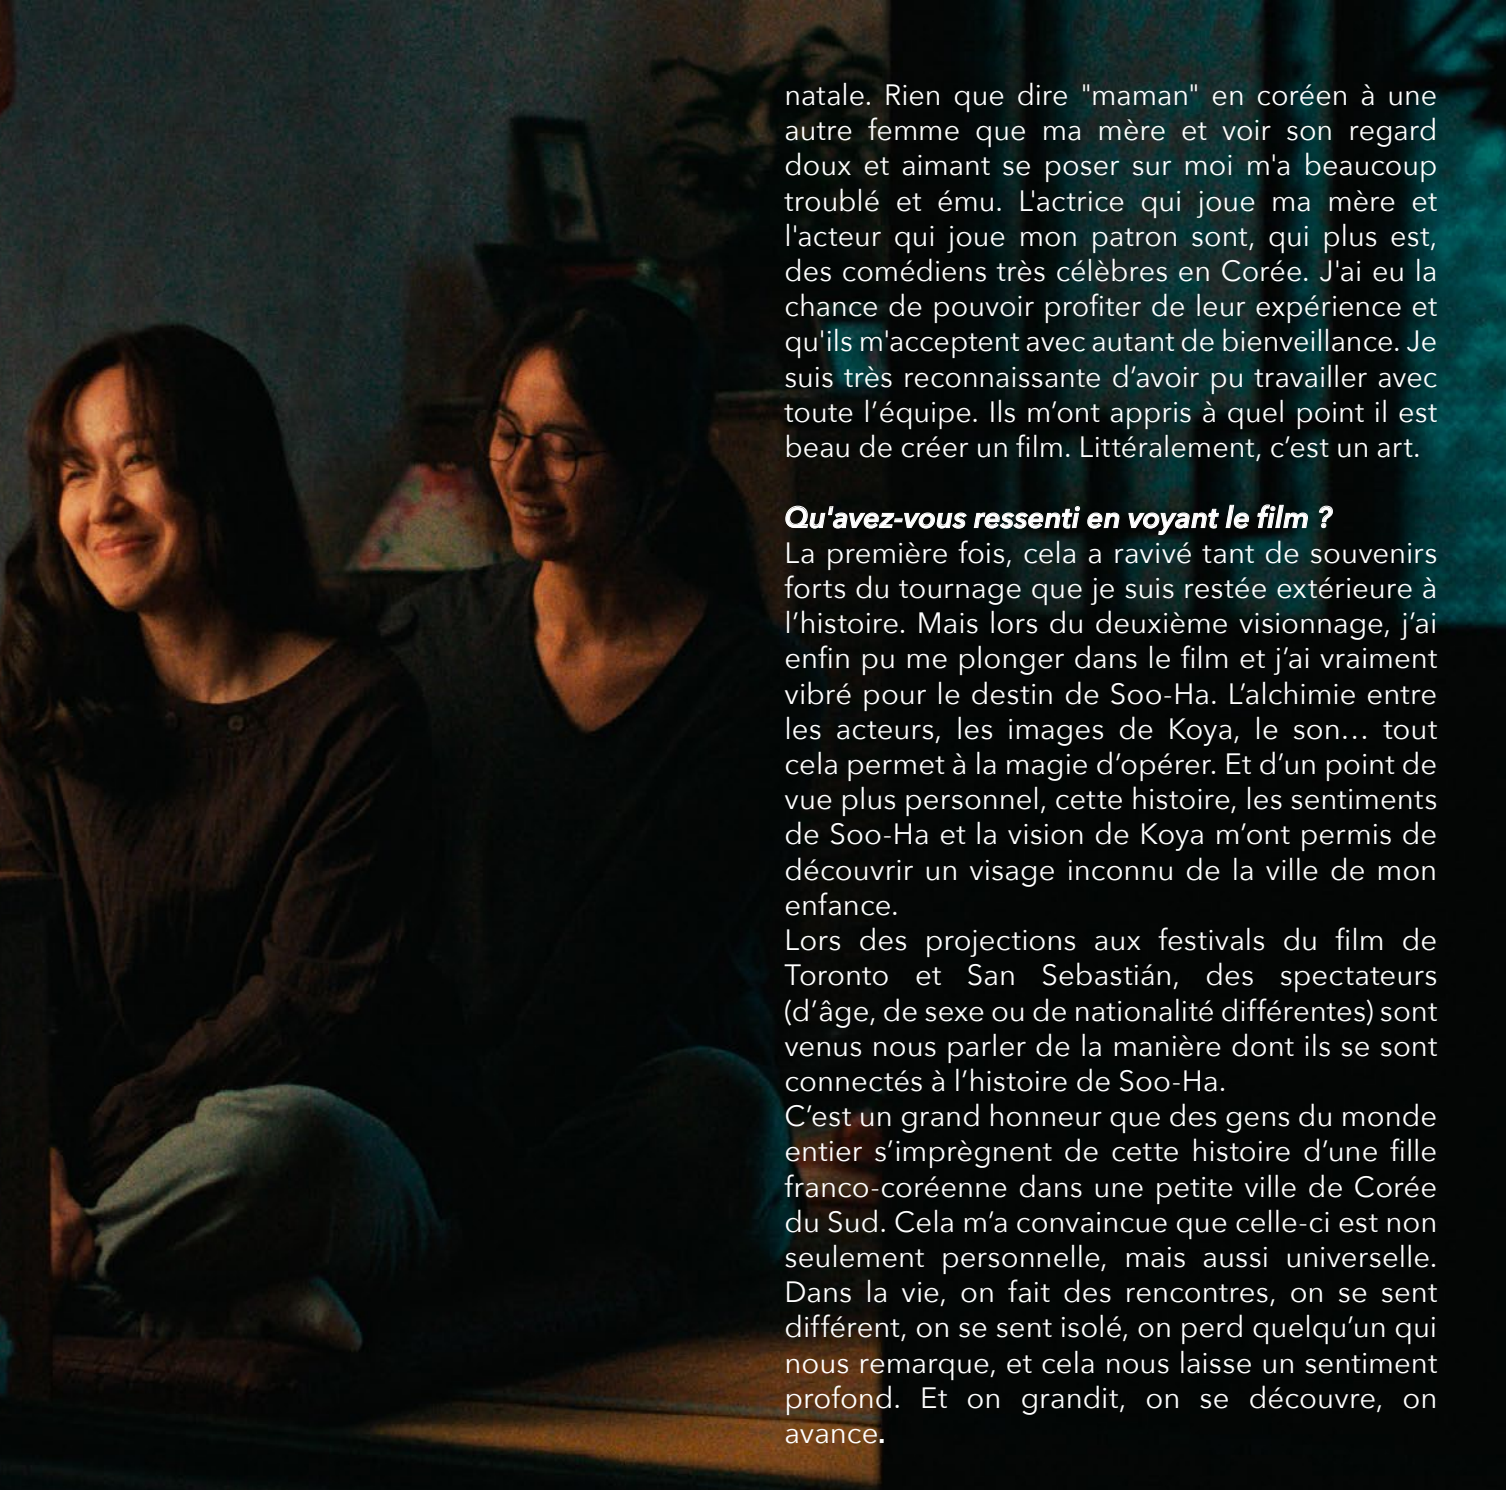 natale. Rien que dire "maman" en coréen à une
autre femme que ma mère et voir son regard
doux et aimant se poser sur moi m'a beaucoup
troublé et ému. L'actrice qui joue ma mère et
l'acteur qui joue mon patron sont, qui plus est,
des comédiens très célèbres en Corée. J'ai eu la
chance de pouvoir profiter de leur expérience et
qu'ils m'acceptent avec autant de bienveillance. Je
suis très reconnaissante d’avoir pu travailler avec
toute l’équipe. Ils m’ont appris à quel point il est
beau de créer un film. Littéralement, c’est un art.
Qu'avez-vous ressenti en voyant le film ?
La première fois, cela a ravivé tant de souvenirs
forts du tournage que je suis restée extérieure à
l’histoire. Mais lors du deuxième visionnage, j’ai
enfin pu me plonger dans le film et j’ai vraiment
vibré pour le destin de Soo-Ha. L’alchimie entre
les acteurs, les images de Koya, le son… tout
cela permet à la magie d’opérer. Et d’un point de
vue plus personnel, cette histoire, les sentiments
de Soo-Ha et la vision de Koya m’ont permis de
découvrir un visage inconnu de la ville de mon
enfance.
Lors des projections aux festivals du film de
Toronto et San Sebastián, des spectateurs
(d’âge, de sexe ou de nationalité différentes) sont
venus nous parler de la manière dont ils se sont
connectés à l’histoire de Soo-Ha.
C’est un grand honneur que des gens du monde
entier s’imprègnent de cette histoire d’une fille
franco-coréenne dans une petite ville de Corée
du Sud. Cela m’a convaincue que celle-ci est non
seulement personnelle, mais aussi universelle.
Dans la vie, on fait des rencontres, on se sent
différent, on se sent isolé, on perd quelqu’un qui
nous remarque, et cela nous laisse un sentiment
profond. Et on grandit, on se découvre, on
avance.